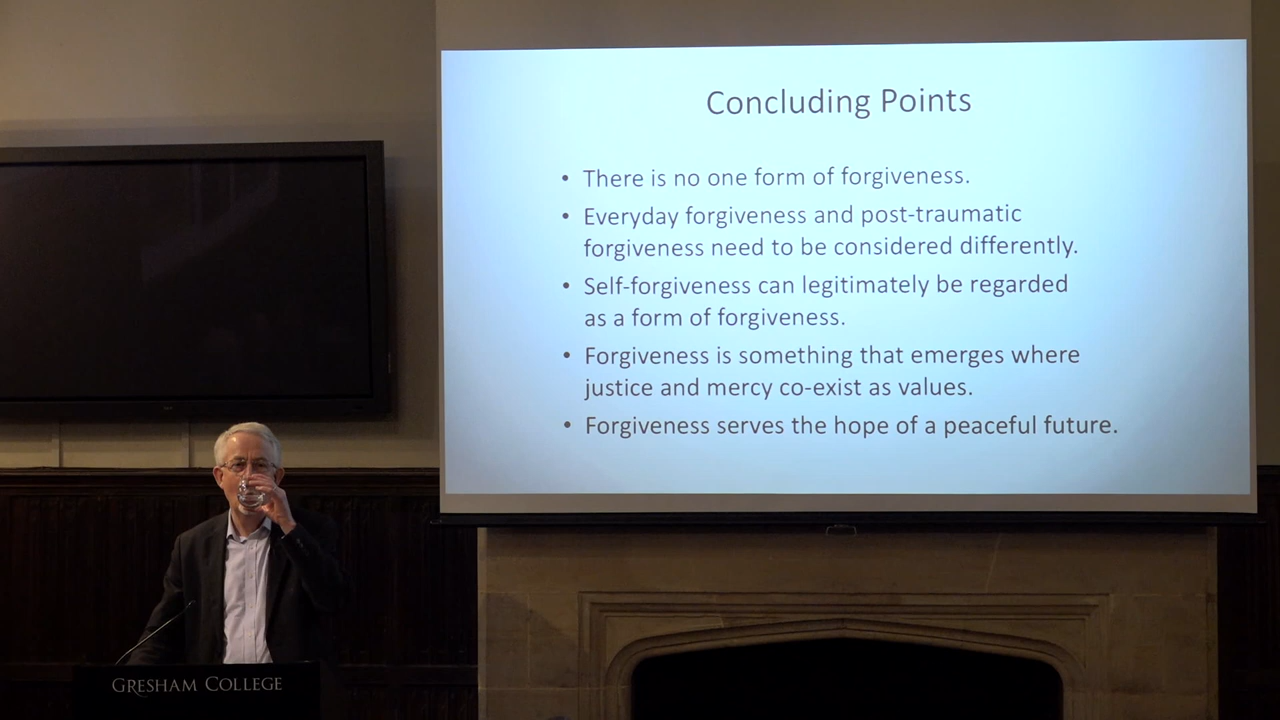 Concluding Points
• There is no one form of forgiveness.
• Everyday forgiveness and post-traumatic
forgiveness need to be considered differently.
• Self-forgiveness can legitimately be regarded
as a form of forgiveness.
• Forgiveness is something that emerges where
justice and mercy co-exist as values.
• Forgiveness serves the hope of a peaceful future.
GRESHAM COLLEGE